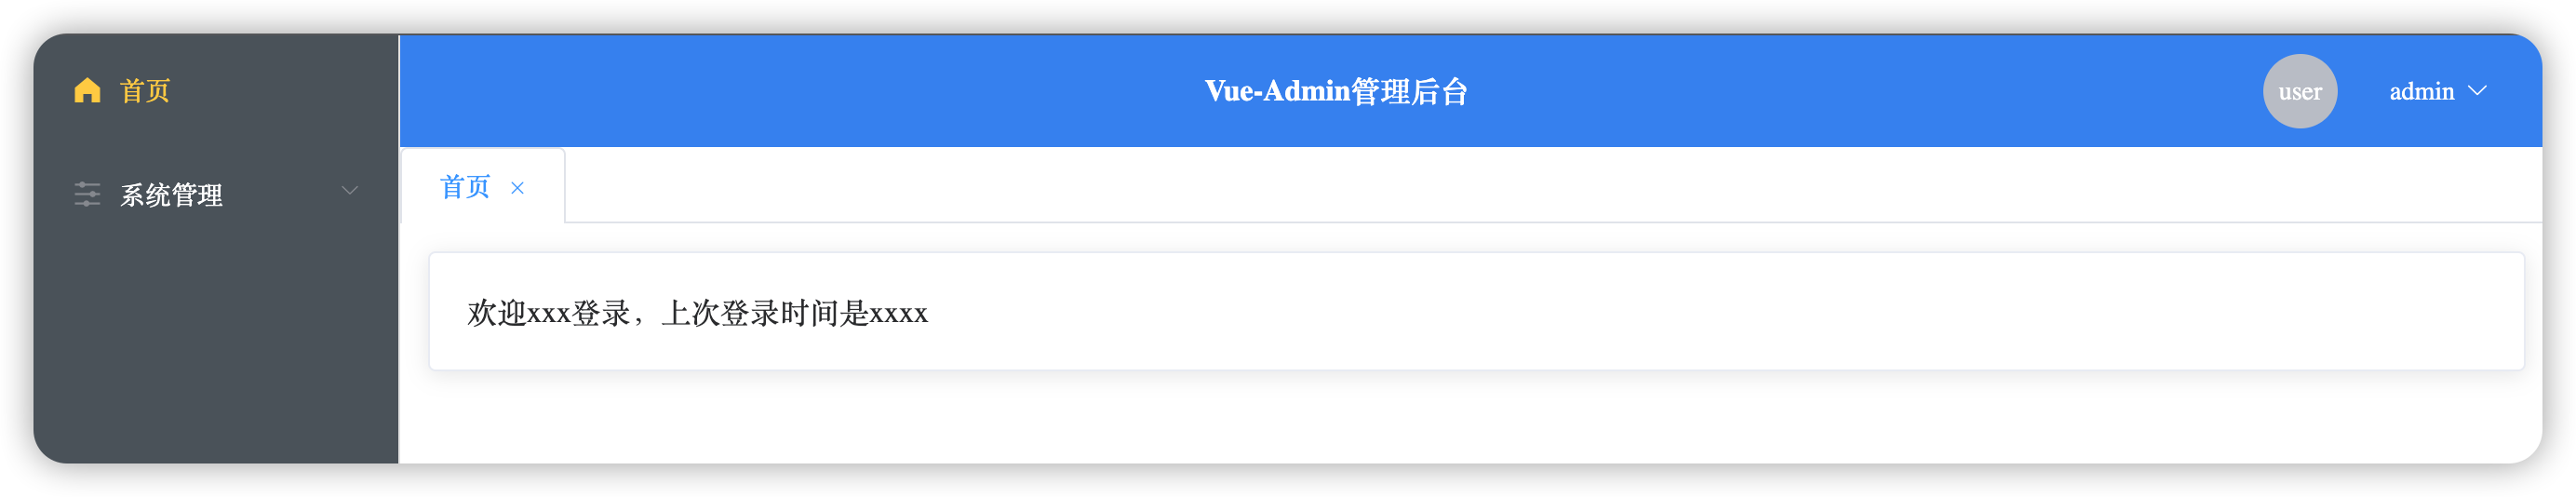 首页
系统管理
Vue-Admin管理后台
user
admin
首页
欢迎xxx登录，上次登录时间是xxxx